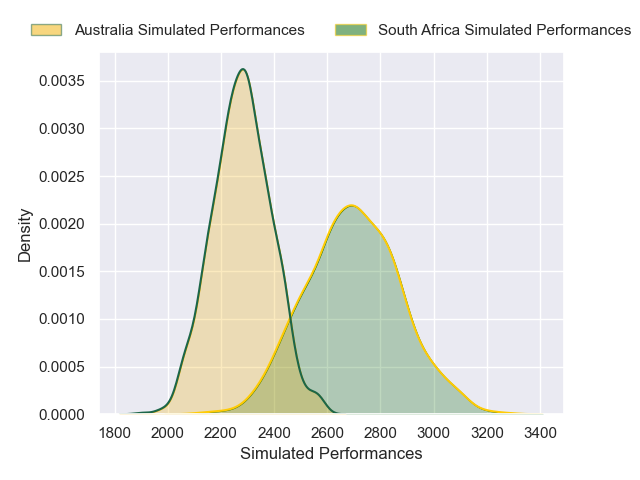 Australia Simulated Performances South Africa Simulated Performances
0.0035
0.0030
0.0025
0.0020
0.0015
0.0010
0.0005
0.0000
Density
1800 2000 2200 2400 2600 2800 3000 3200 3400
Simulated Performances